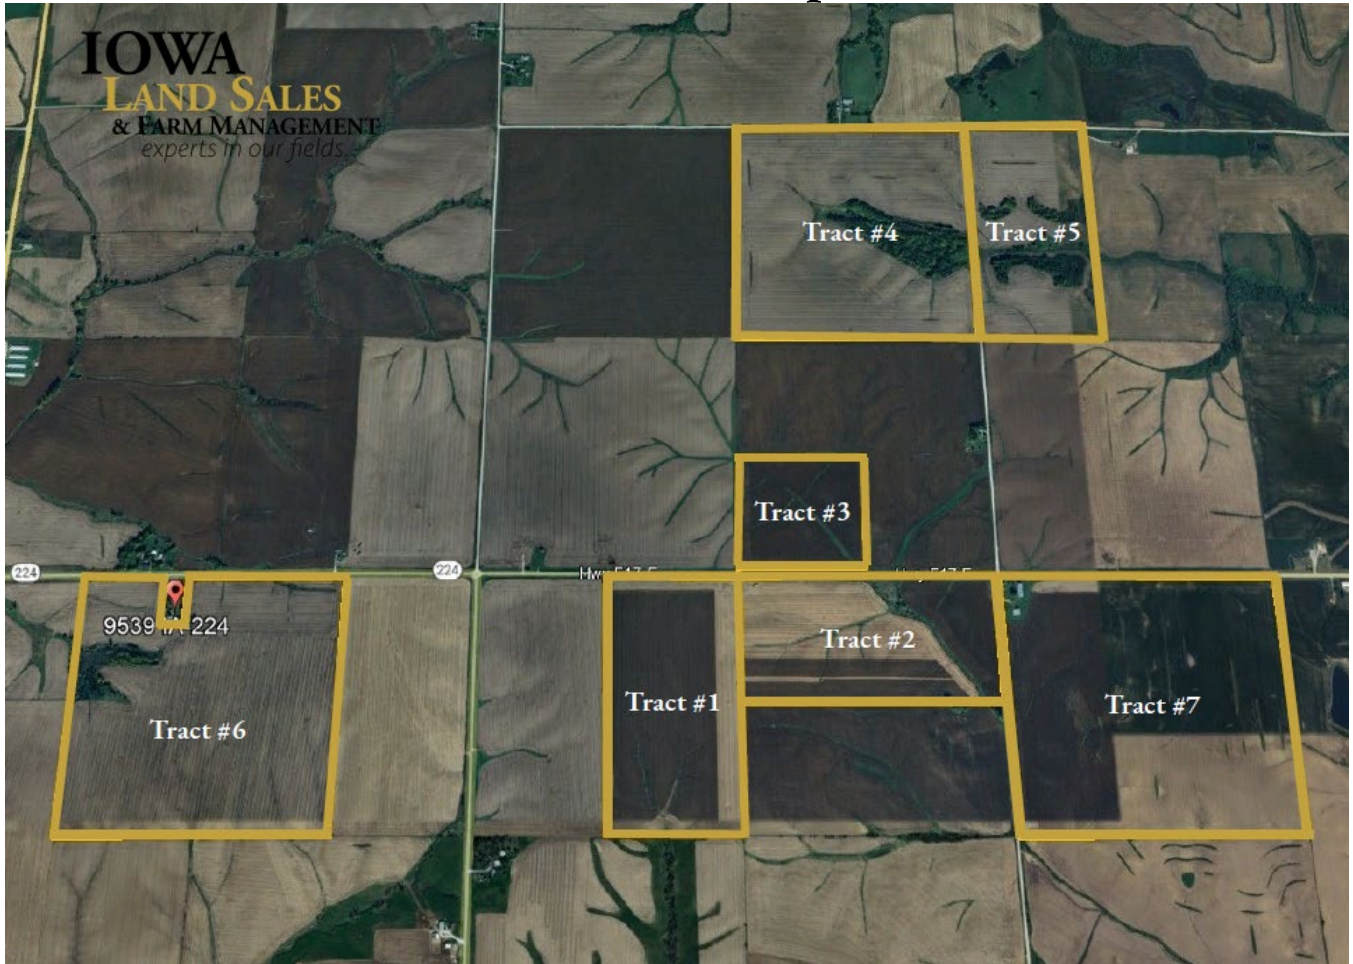 IOWA
LAND SALES
& FARM MANAGEMENT
experts in our fields.
Tract #4
Tract #5
Tract #3
224
224
9539 IA-224
Tract #2
Tract #1
Tract #7
Tract #6